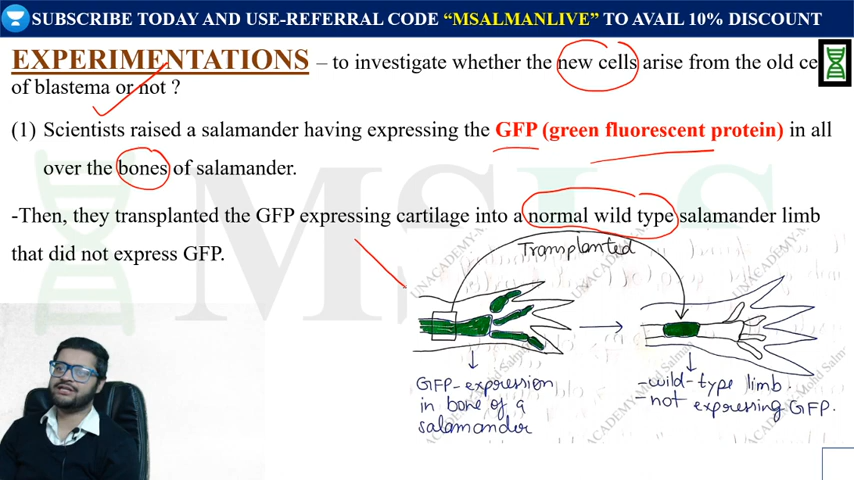 SUBSCRIBE TODAY AND USE-REFERRAL CODE “MSALMANLIVE” TO AVAIL 10% DISCOUNT
EXPERIMENTATIONS – to investigate whether the new cells arise from the old ce
of blastema or not ?
(1) Scientists raised a salamander having expressing the GFP (green fluorescent protein) in all
over the bones of salamander.
-Then, they transplanted the GFP expressing cartilage into a normal wild type salamander limb
that did not express GFP.
Transplanted
GFP-expression
in bone of a
salamander
-wild-type limb.
-not expressing GFP.
MSLS